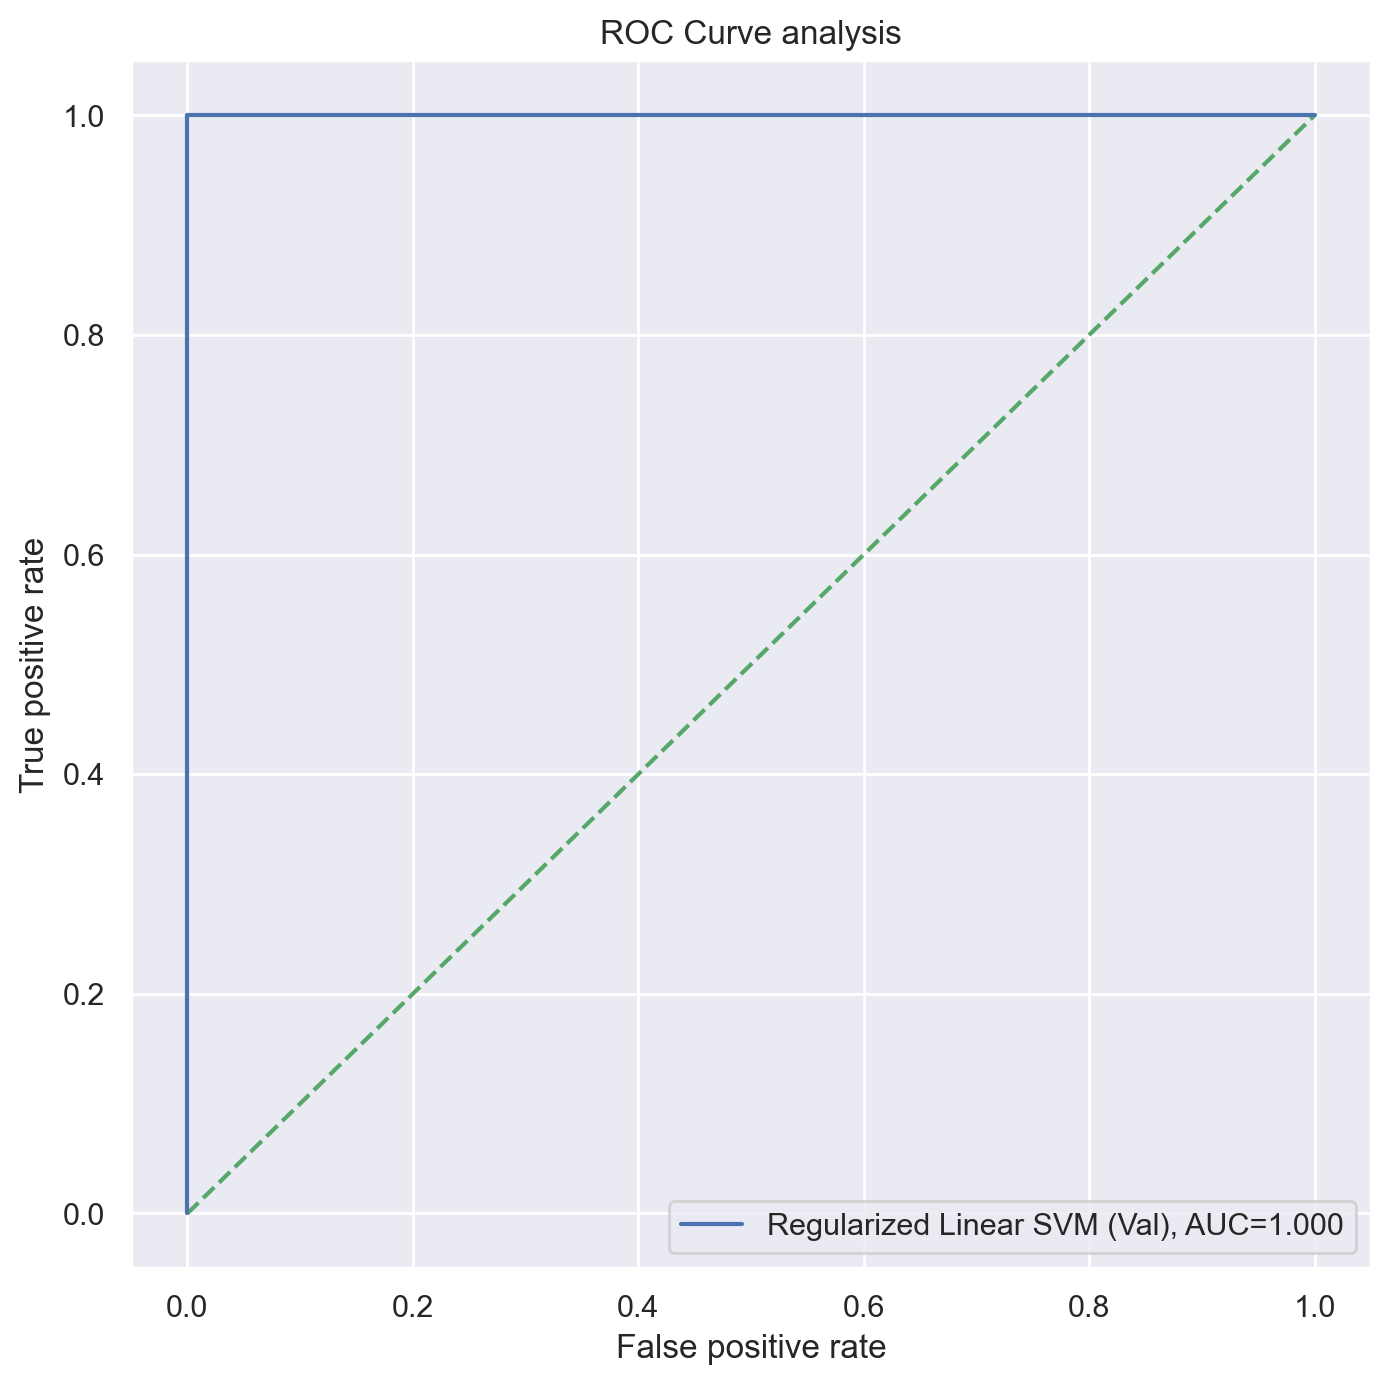 ROC Curve analysis
True positive rate
1.0
0.8
0.6
0.4
0.2
0.0
Regularized Linear SVM (Val), AUC=1.000
0.0 0.2 0.4 0.6 0.8 1.0
False positive rate